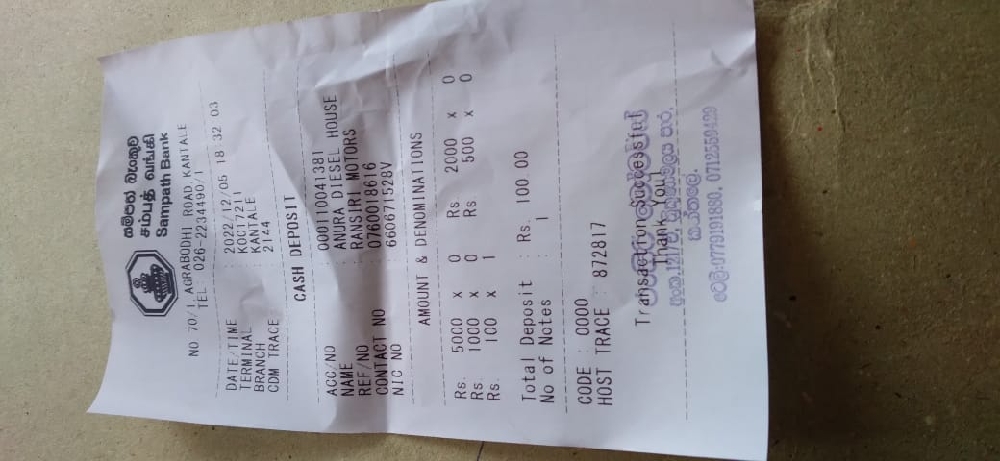 සම්පත් බැංකුව
சம்பத் வங்கி
Sampath Bank
NO 70/1, AGRABODHI ROAD KANTALE
TEL : 026-2234490/1
DATE/TIME : 2022/12/05 18 32 03
TERMINAL : KOCT7211
BRANCH : KANTALE
CDM TRACE : 2144
CASH DEPOSIT
ACC/NO : 000110041381
NAME : ANURA DIESEL HOUSE
REF/NO : RANSIRI MOTORS
CONTACT NO : 0760018616
NIC NO : 660671528V
AMOUNT & DENOMINATIONS
Rs. 5000 x 0 Rs 2000 x 0
Rs. 1000 x 0 Rs 500 x 0
Rs. 100 x 1
Total Deposit : Rs. 100.00
No of Notes : 1
CODE : 0000
HOST TRACE : 872817
Transaction Successful
Thank You!
කන්තලේ.